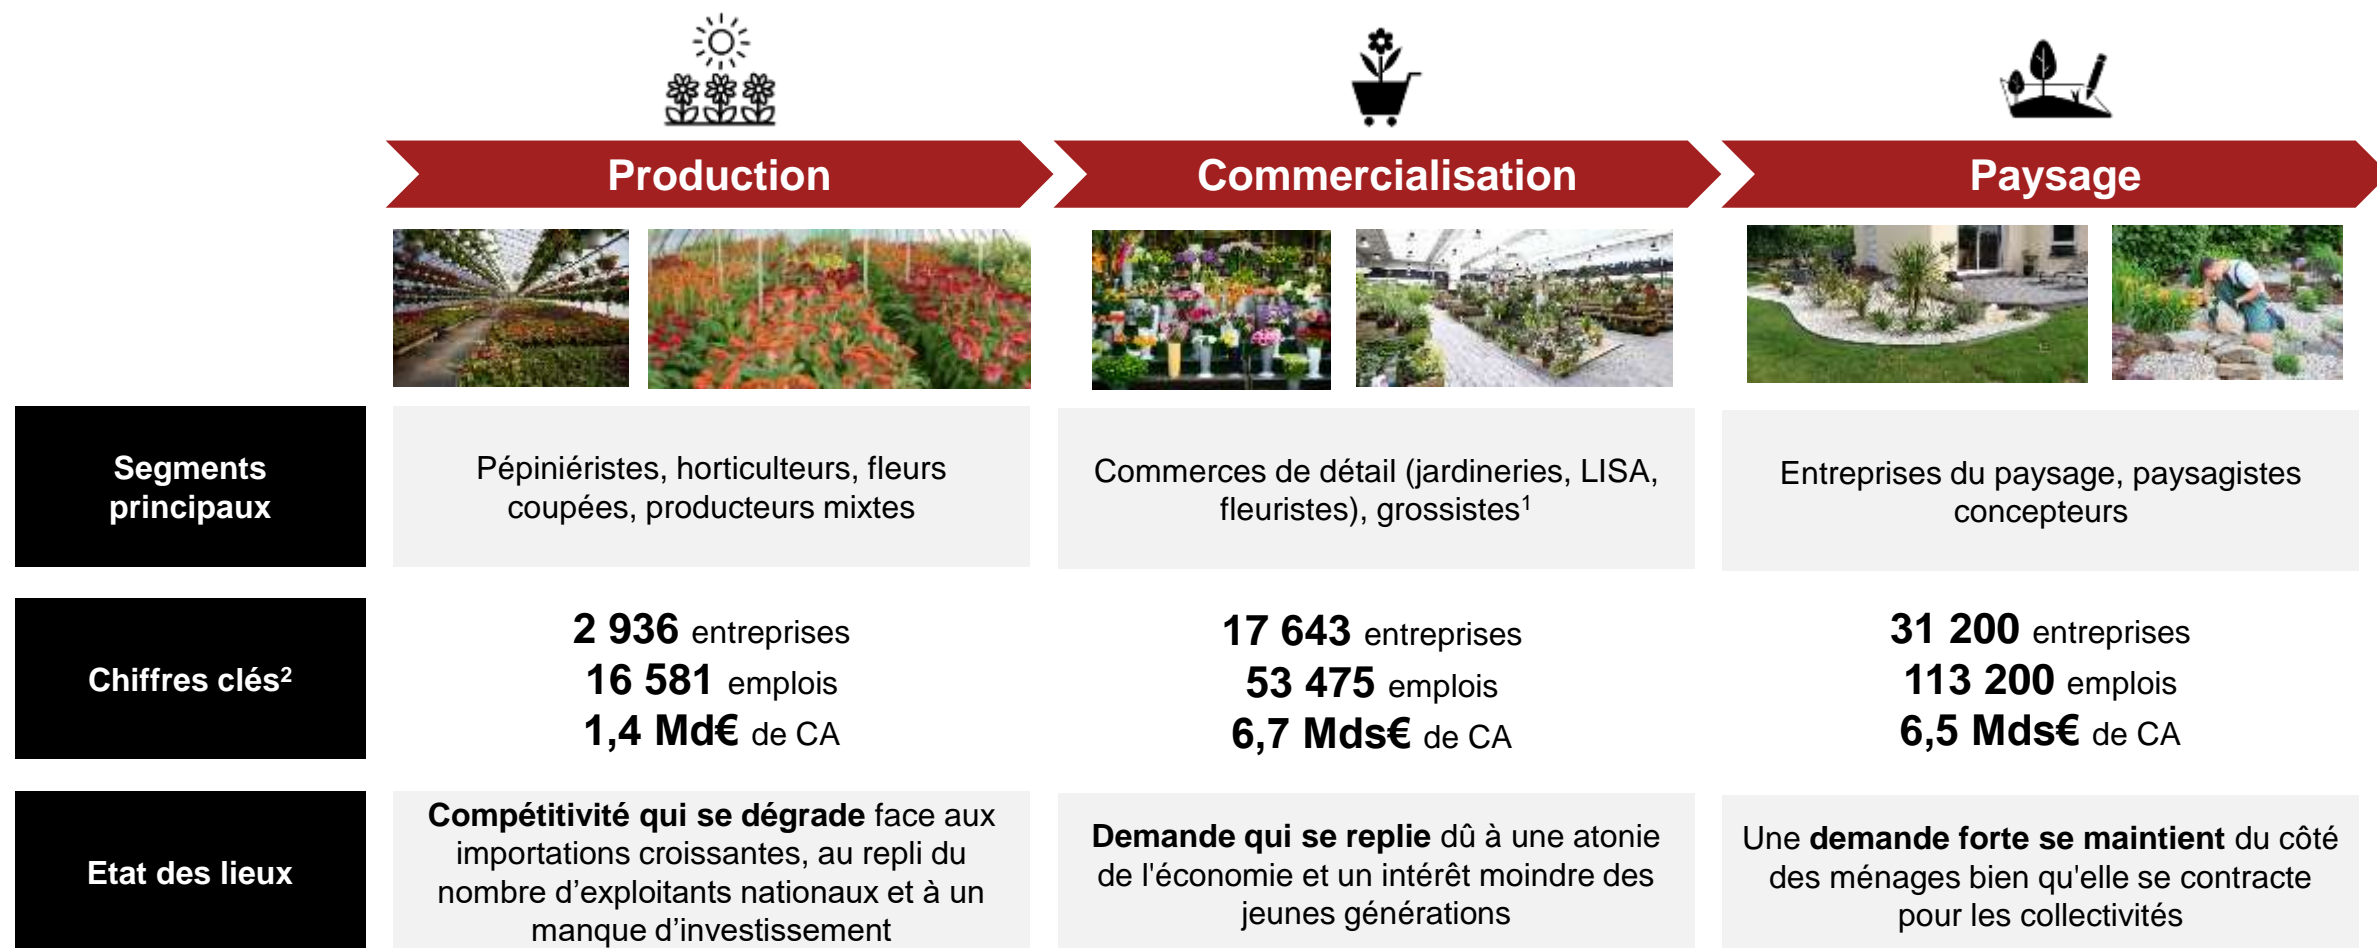 Production
Commercialisation
Paysage
Segments
principaux
Pépiniéristes, horticulteurs, fleurs
coupées, producteurs mixtes
Commerces de détail (jardineries, LISA,
fleuristes), grossistes¹
Entreprises du paysage, paysagistes
concepteurs
Chiffres clés²
2 936 entreprises
16 581 emplois
1,4 Md€ de CA
17 643 entreprises
53 475 emplois
6,7 Mds€ de CA
31 200 entreprises
113 200 emplois
6,5 Mds€ de CA
Etat des lieux
Compétitivité qui se dégrade face aux
importations croissantes, au repli du
nombre d’exploitants nationaux et à un
manque d’investissement
Demande qui se replie dû à une atonie
de l'économie et un intérêt moindre des
jeunes générations
Une demande forte se maintient du côté
des ménages bien qu'elle se contracte
pour les collectivités